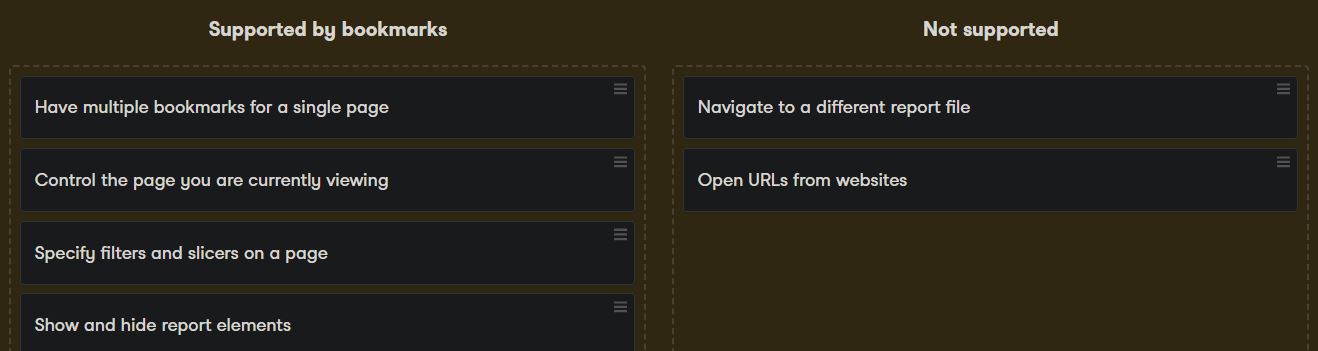 Supported by bookmarks
Have multiple bookmarks for a single page
Control the page you are currently viewing
Specify filters and slicers on a page
Show and hide report elements
Not supported
Navigate to a different report file
Open URLs from websites